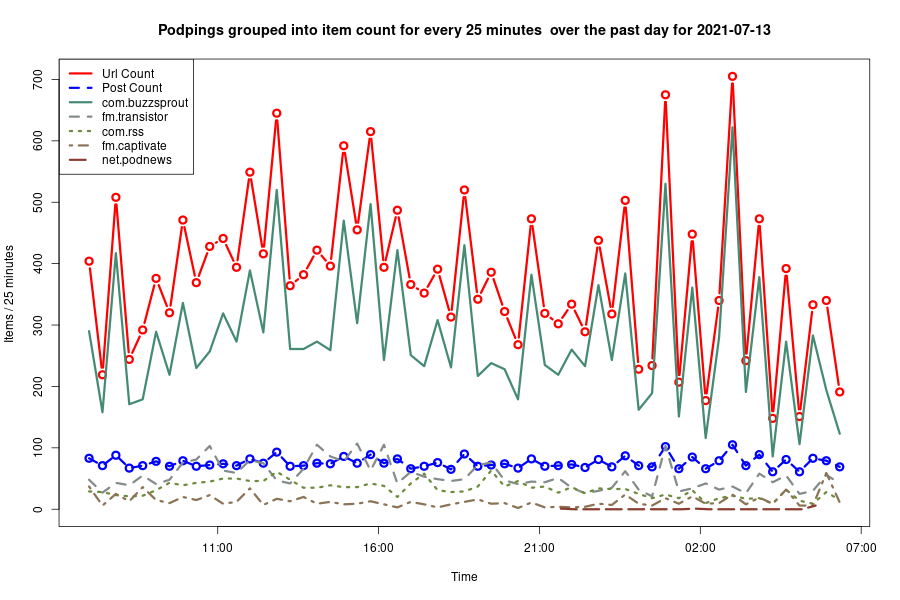 Podpings grouped into item count for every 25 minutes  over the past day for 2021-07-13
Url Count
Post Count
com.buzzsprout
fm.transistor
com.rss
fm.captivate
net.podnews
Items / 25 minutes
700
600
500
400
300
200
100
0
11:00
16:00
21:00
02:00
07:00
Time